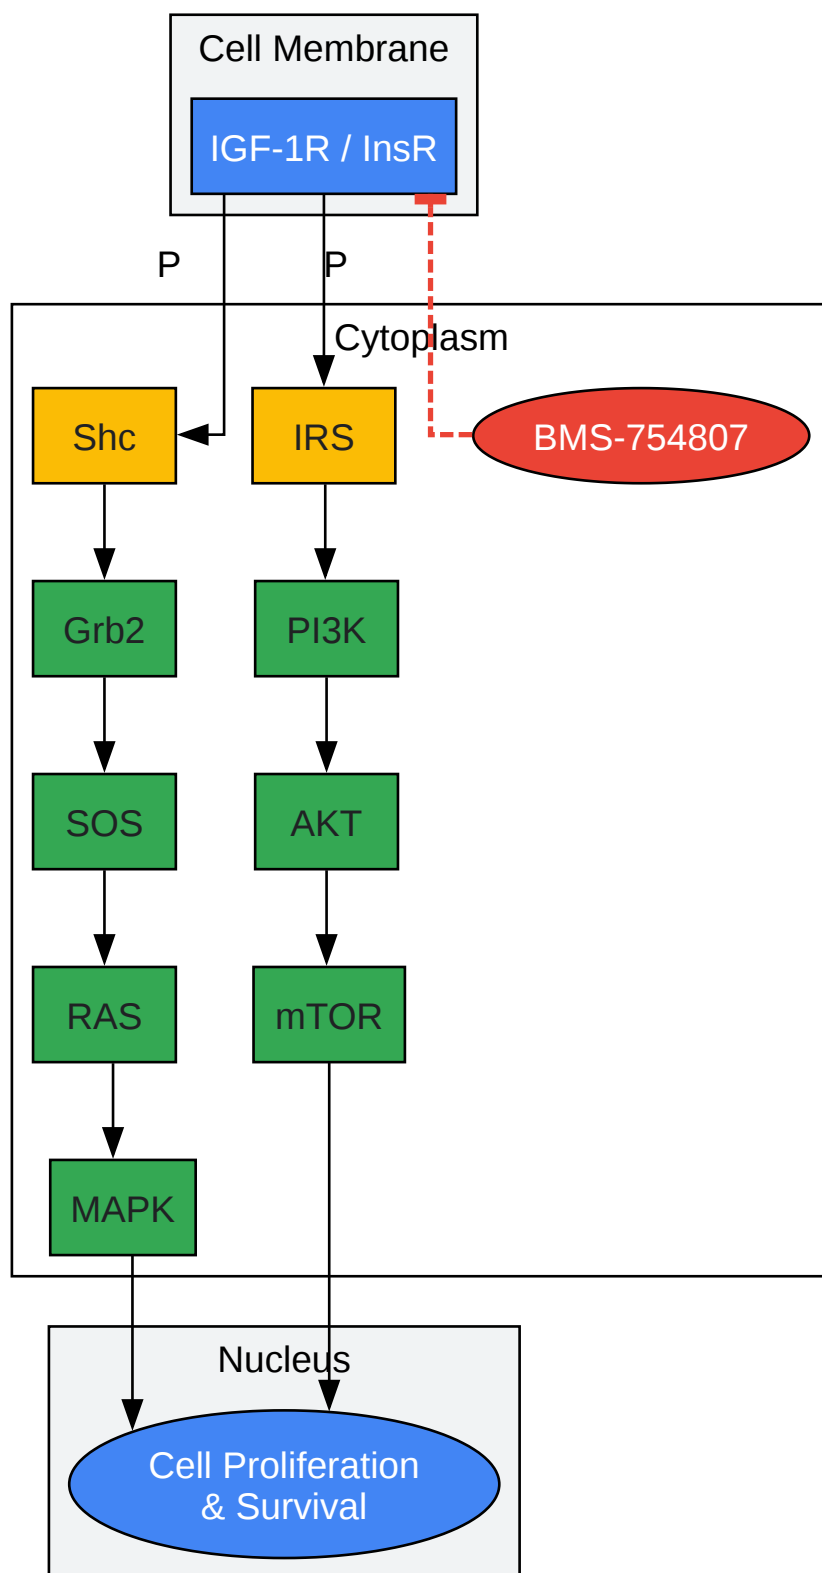 Cell Membrane
IGF-1R / InsR
P
P
Cytoplasm
Shc
IRS
BMS-754807
Grb2
PI3K
SOS
AKT
RAS
mTOR
MAPK
Nucleus
Cell Proliferation
& Survival